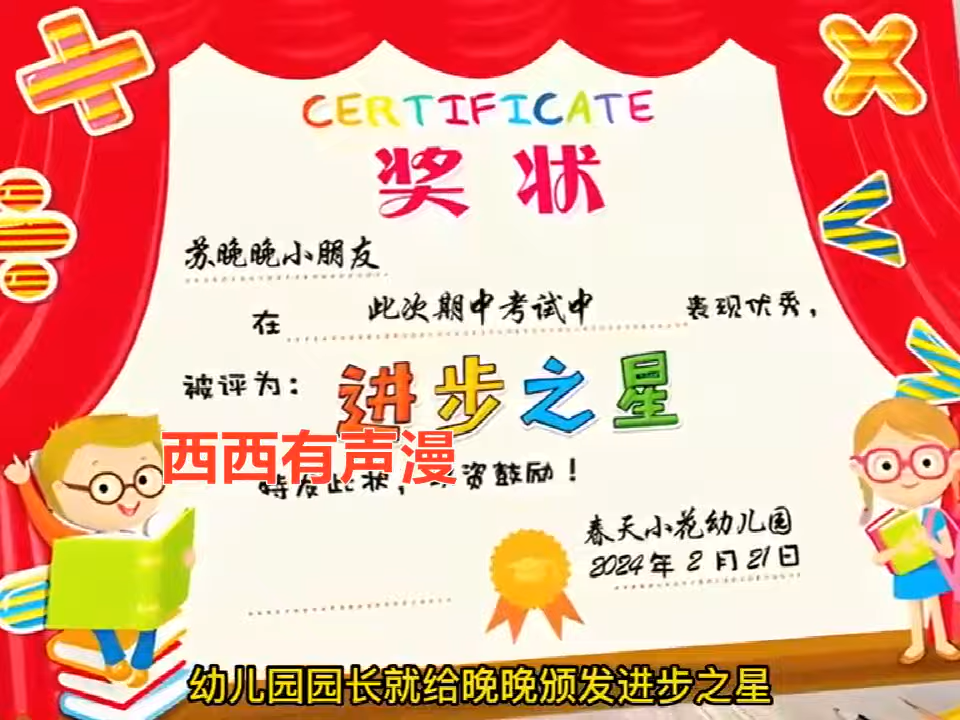 CERTIFICATE
奖状
苏晚晚小朋友
在 此次期中考试中 表现优秀，
被评为：进步之星
西西有声漫
特发此状，资鼓励！
春天小花幼儿园
2024年2月21日
幼儿园园长就给晚晚颁发进步之星